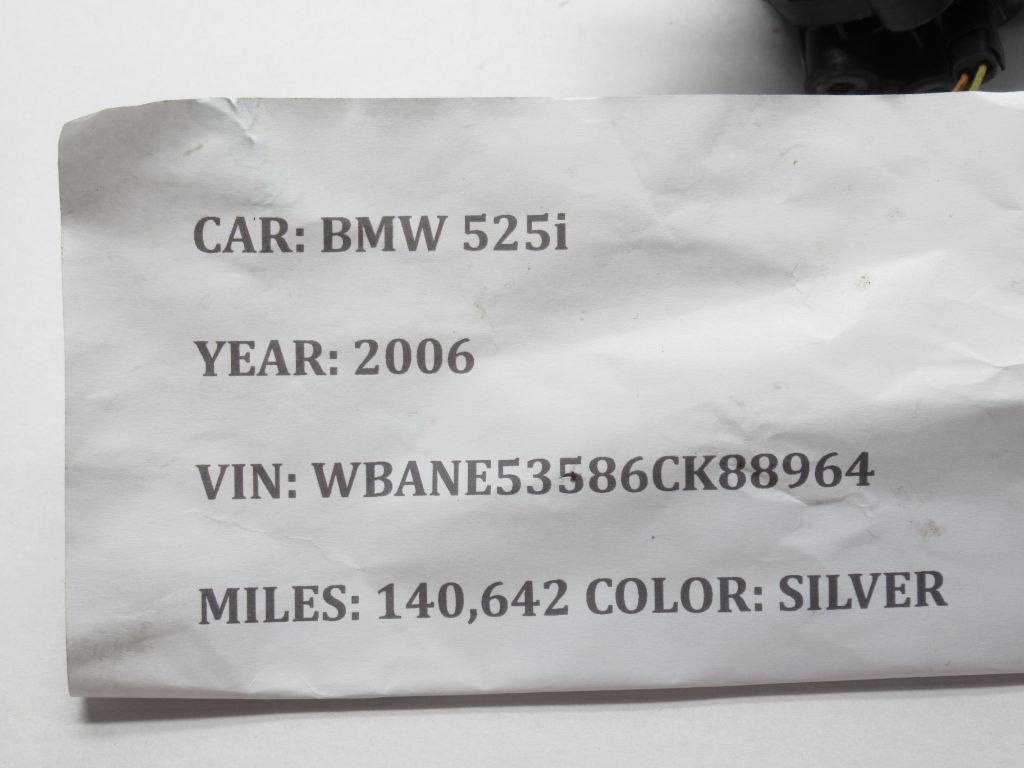 CAR: BMW 525i
YEAR: 2006
VIN: WBANE53586CK88964
MILES: 140,642 COLOR: SILVER